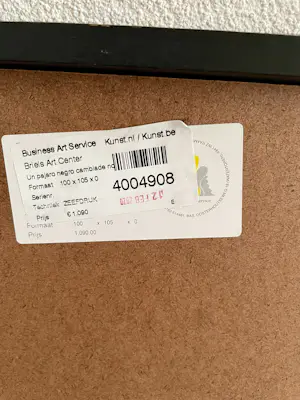 Business Art Service Kunst.nl / Kunst.be
Briels Art Center
Un pajaro negro cambiade
Formaat 100 x 105 x 0
Serienr.
4004908
Techniek ZEEFDRUK
Prijs € 1.090
Formaat: 100 x 105 x 0
Prijs 1.090,00